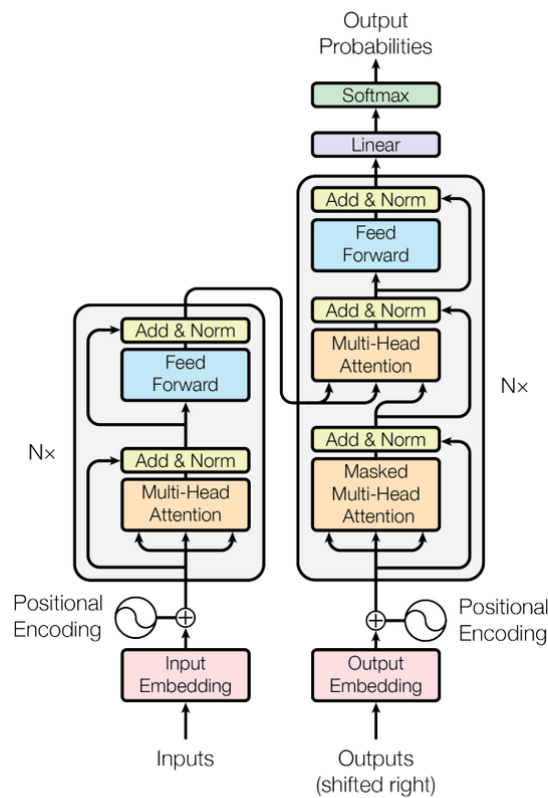 Output
Probabilities
Softmax
Linear
Add & Norm
Feed
Forward
Add & Norm
Multi-Head
Attention
Add & Norm
Masked
Multi-Head
Attention
N×
Add & Norm
Feed
Forward
Add & Norm
Multi-Head
Attention
N×
Positional
Encoding
Positional
Encoding
Input
Embedding
Output
Embedding
Inputs
Outputs
(shifted right)